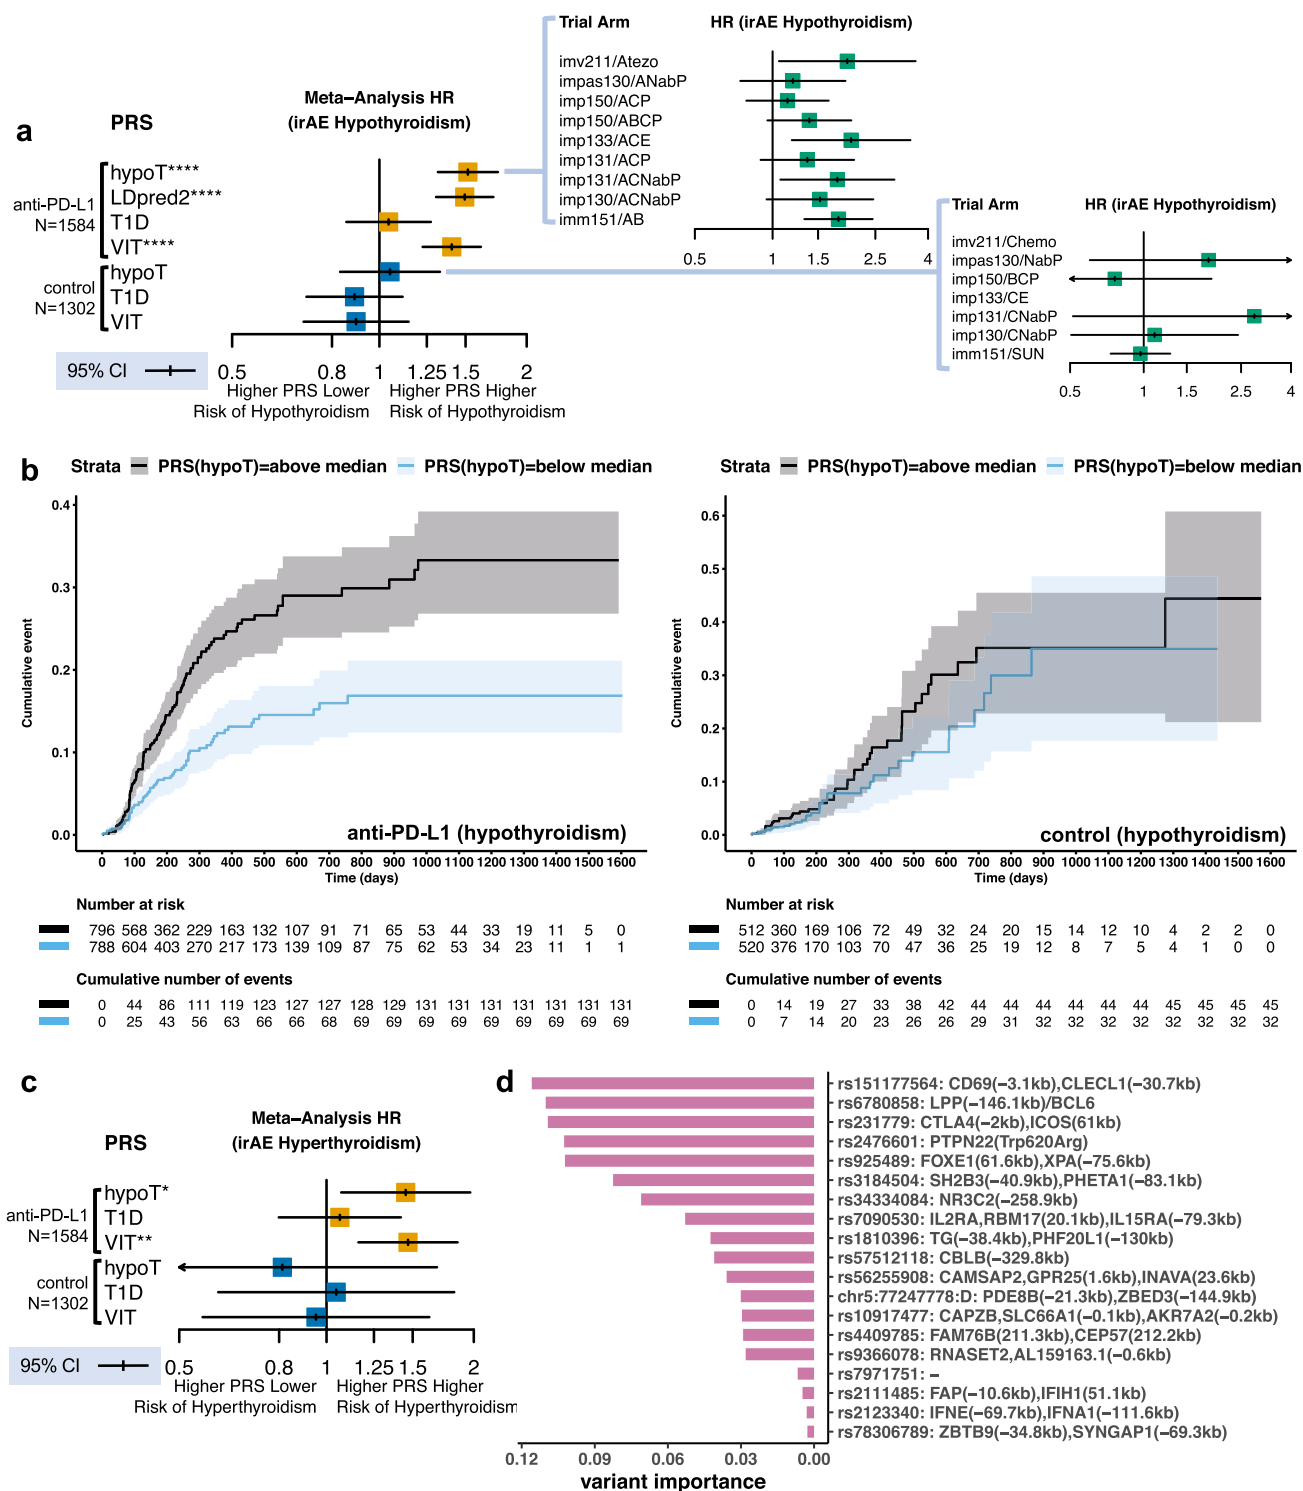 a
PRS
Meta−Analysis HR
(irAE Hypothyroidism)
anti-PD-L1
N=1584
hypoT****
LDpred2****
T1D
VIT****
control
N=1302
hypoT
T1D
VIT
95% CI
0.5 0.8 1 1.25 1.5 2
Higher PRS Lower
Risk of Hypothyroidism
Higher PRS Higher
Risk of Hypothyroidism
Trial Arm
HR (irAE Hypothyroidism)
imv211/Atezo
impas130/ANabP
imp150/ACP
imp150/ABCP
imp133/ACE
imp131/ACP
imp131/ACNabP
imp130/ACNabP
imm151/AB
0.5 1 1.5 2.5 4
Trial Arm
HR (irAE Hypothyroidism)
imv211/Chemo
impas130/NabP
imp150/BCP
imp133/CE
imp131/CNabP
imp130/CNabP
imm151/SUN
0.5 1 1.5 2.5 4
b
Strata PRS(hypoT)=above median PRS(hypoT)=below median
Cumulative event
0.4
0.3
0.2
0.1
0.0
anti-PD-L1 (hypothyroidism)
0 100 200 300 400 500 600 700 800 900 1000 1100 1200 1300 1400 1500 1600
Time (days)
Number at risk
796 568 362 229 163 132 107 91 71 65 53 44 33 19 11 5 0
788 604 403 270 217 173 139 109 87 75 62 53 34 23 11 1 1
Cumulative number of events
0 44 86 111 119 123 127 127 128 129 131 131 131 131 131 131 131
0 25 43 56 63 66 66 68 69 69 69 69 69 69 69 69 69
Strata PRS(hypoT)=above median PRS(hypoT)=below median
Cumulative event
0.6
0.5
0.4
0.3
0.2
0.1
0.0
control (hypothyroidism)
0 100 200 300 400 500 600 700 800 900 1000 1100 1200 1300 1400 1500 1600
Time (days)
Number at risk
512 360 169 106 72 49 32 24 20 15 14 12 10 4 2 2 0
520 376 170 103 70 47 36 25 19 12 8 7 5 4 1 0 0
Cumulative number of events
0 14 19 27 33 38 42 44 44 44 44 44 44 45 45 45 45
0 7 14 20 23 26 26 29 31 32 32 32 32 32 32 32 32
c
PRS
Meta−Analysis HR
(irAE Hyperthyroidism)
anti-PD-L1
N=1584
hypoT*
T1D
VIT**
control
N=1302
hypoT
T1D
VIT
95% CI
0.5 0.8 1 1.25 1.5 2
Higher PRS Lower
Risk of Hyperthyroidism
Higher PRS Higher
Risk of Hyperthyroidism
d
rs151177564: CD69(−3.1kb),CLECL1(−30.7kb)
rs6780858: LPP(−146.1kb)/BCL6
rs231779: CTLA4(−2kb),ICOS(61kb)
rs2476601: PTPN22(Trp620Arg)
rs925489: FOXE1(61.6kb),XPA(−75.6kb)
rs3184504: SH2B3(−40.9kb),PHETA1(−83.1kb)
rs34334084: NR3C2(−258.9kb)
rs7090530: IL2RA,RBM17(20.1kb),IL15RA(−79.3kb)
rs1810396: TG(−38.4kb),PHF20L1(−130kb)
rs57512118: CBLB(−329.8kb)
rs56255908: CAMSAP2,GPR25(1.6kb),INAVA(23.6kb)
chr5:77247778:D: PDE8B(−21.3kb),ZBED3(−144.9kb)
rs10917477: CAPZB,SLC66A1(−0.1kb),AKR7A2(−0.2kb)
rs4409785: FAM76B(211.3kb),CEP57(212.2kb)
rs9366078: RNASET2,AL159163.1(−0.6kb)
rs7971751: −
rs2111485: FAP(−10.6kb),IFIH1(51.1kb)
rs2123340: IFNE(−69.7kb),IFNA1(−111.6kb)
rs78306789: ZBTB9(−34.8kb),SYNGAP1(−69.3kb)
0.12 0.09 0.06 0.03 0.00
variant importance